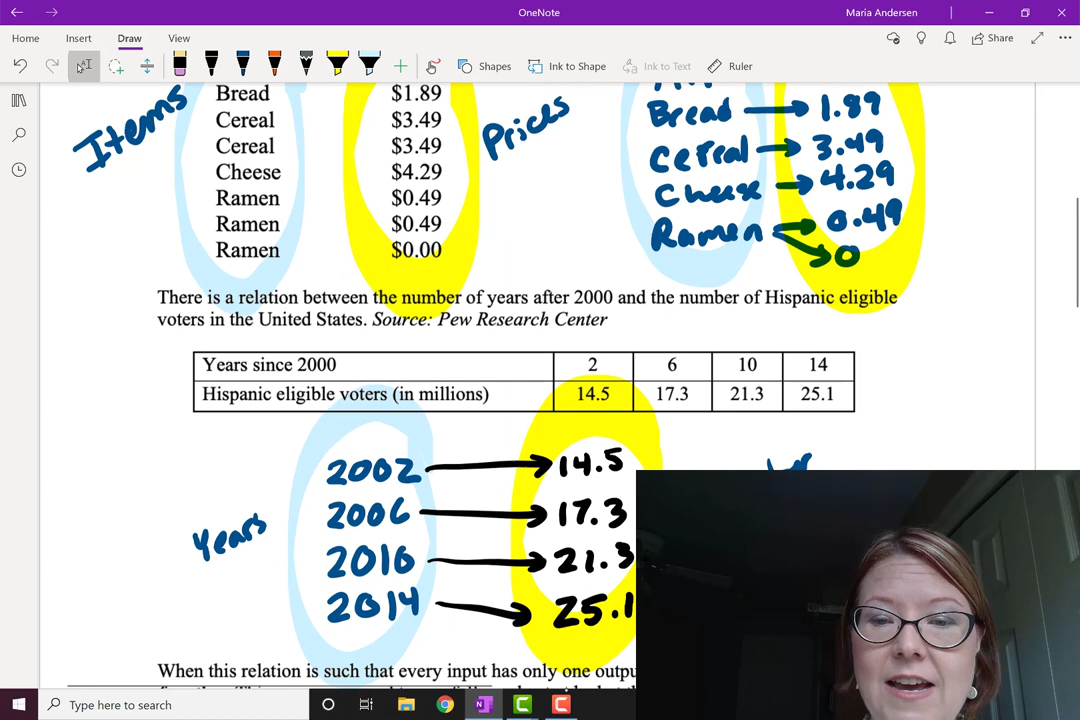 OneNote
Maria Andersen
Home Insert Draw View
Share
Shapes Ink to Shape Ink to Text Ruler
Items
Prices
Bread $1.89
Cereal $3.49
Cereal $3.49
Cheese $4.29
Ramen $0.49
Ramen $0.49
Ramen $0.00
Bread → 1.89
Cereal → 3.49
Cheese → 4.29
Ramen → 0.49
→ 0
There is a relation between the number of years after 2000 and the number of Hispanic eligible
voters in the United States. Source: Pew Research Center
Years since 2000 2 6 10 14
Hispanic eligible voters (in millions) 14.5 17.3 21.3 25.1
Years
2002 → 14.5
2006 → 17.3
2010 → 21.3
2014 → 25.1
When this relation is such that every input has only one outpu
Type here to search